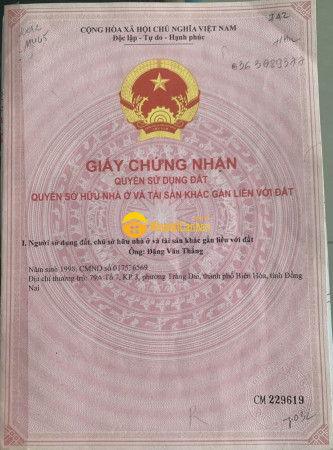 CỘNG HÒA XÃ HỘI CHỦ NGHĨA VIỆT NAM
Độc lập - Tự do - Hạnh phúc
GIẤY CHỨNG NHẬN
QUYỀN SỬ DỤNG ĐẤT
QUYỀN SỞ HỮU NHÀ Ở VÀ TÀI SẢN KHÁC GẮN LIỀN VỚI ĐẤT
I. Người sử dụng đất, chủ sở hữu nhà ở và tài sản khác gắn liền với đất
Ông: Đặng Văn Thắng
Năm sinh: 1990, CMND số
Địa chỉ thường trú: 79A Tổ 7, KP 3, phường Trảng Dài, thành phố Biên Hòa, tỉnh Đồng
Nai
CM 229619